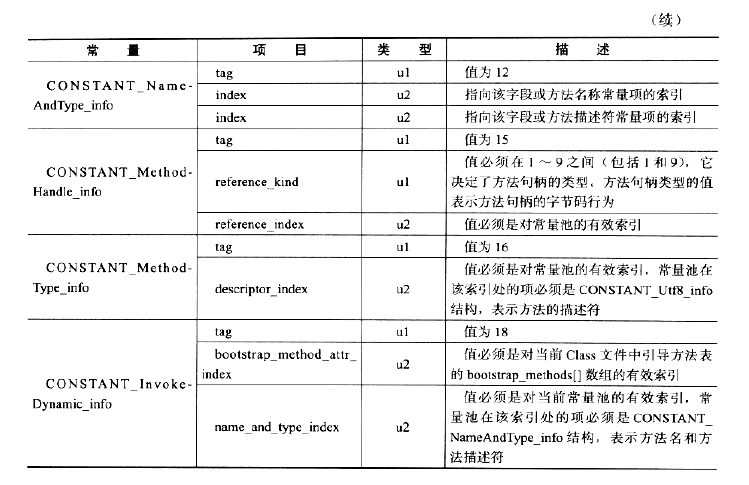 （续）
常 量 项 目 类 型 描 述
CONSTANT_Name-
AndType_info
tag u1 值为 12
index u2 指向该字段或方法名称常量项的索引
index u2 指向该字段或方法描述符常量项的索引
CONSTANT_Method-
Handle_info
tag u1 值为 15
reference_kind u1 值必须在 1～9 之间（包括 1 和 9），它
决定了方法句柄的类型，方法句柄类型的值
表示方法句柄的字节码行为
reference_index u2 值必须是对常量池的有效索引
CONSTANT_Method-
Type_info
tag u1 值为 16
descriptor_index u2 值必须是对常量池的有效索引，常量池在
该索引处的项必须是 CONSTANT_Utf8_info
结构，表示方法的描述符
CONSTANT_Invoke-
Dynamic_info
tag u1 值为 18
bootstrap_method_attr_
index u2 值必须是对当前 Class 文件中引导方法表
的 bootstrap_methods[] 数组的有效索引
name_and_type_index u2 值必须是对当前常量池的有效索引，常
量池在该索引处的项必须是 CONSTANT_
NameAndType_info 结构，表示方法名和方
法描述符